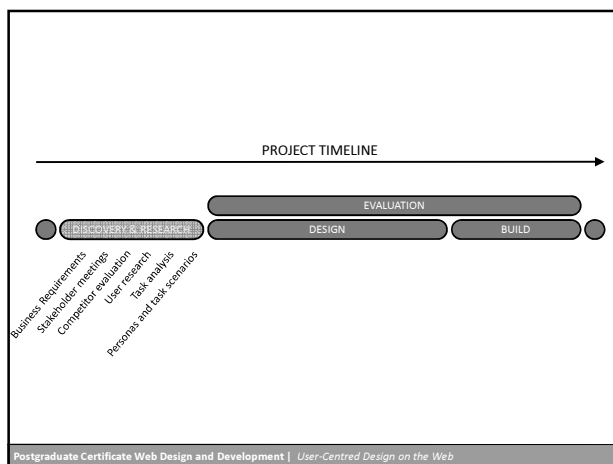 PROJECT TIMELINE
EVALUATION
DISCOVERY & RESEARCH
DESIGN
BUILD
Business Requirements
Stakeholder meetings
Competitor evaluation
User research
Task analysis
Personas and task scenarios
Postgraduate Certificate Web Design and Development | User-Centred Design on the Web